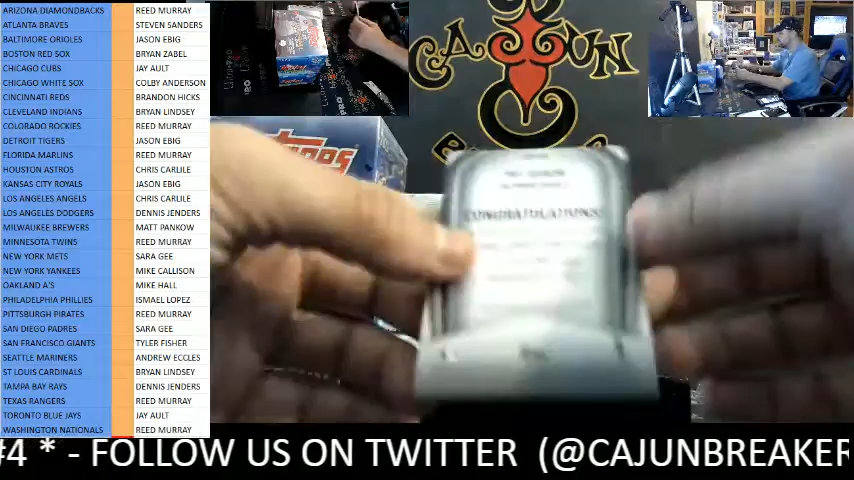 ARIZONA DIAMONDBACKS REED MURRAY
ATLANTA BRAVES STEVEN SANDERS
BALTIMORE ORIOLES JASON EBIG
BOSTON RED SOX BRYAN ZABEL
CHICAGO CUBS JAY AULT
CHICAGO WHITE SOX COLBY ANDERSON
CINCINNATI REDS BRANDON HICKS
CLEVELAND INDIANS BRYAN LINDSEY
COLORADO ROCKIES REED MURRAY
DETROIT TIGERS JASON EBIG
FLORIDA MARLINS REED MURRAY
HOUSTON ASTROS CHRIS CARLILE
KANSAS CITY ROYALS JASON EBIG
LOS ANGELES ANGELS CHRIS CARLILE
LOS ANGELES DODGERS DENNIS JENDERS
MILWAUKEE BREWERS MATT PANKOW
MINNESOTA TWINS REED MURRAY
NEW YORK METS SARA GEE
NEW YORK YANKEES MIKE CALLISON
OAKLAND A'S MIKE HALL
PHILADELPHIA PHILLIES ISMAEL LOPEZ
PITTSBURGH PIRATES REED MURRAY
SAN DIEGO PADRES SARA GEE
SAN FRANCISCO GIANTS TYLER FISHER
SEATTLE MARINERS ANDREW ECCLES
ST LOUIS CARDINALS BRYAN LINDSEY
TAMPA BAY RAYS DENNIS JENDERS
TEXAS RANGERS REED MURRAY
TORONTO BLUE JAYS JAY AULT
WASHINGTON NATIONALS REED MURRAY
CAJUN
B
topps
CONGRATULATIONS!
PRO
#4 * - FOLLOW US ON TWITTER (@CAJUNBREAKER